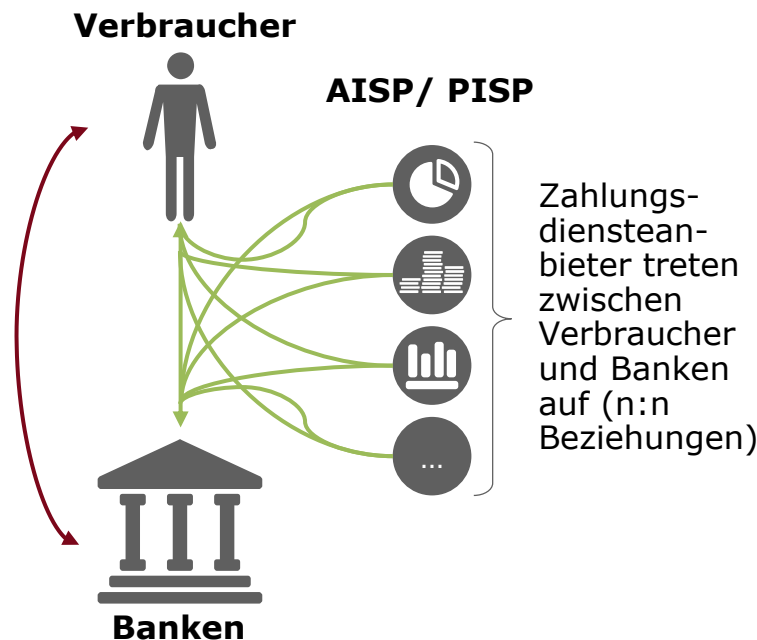 Verbraucher
AISP/ PISP
Zahlungs-
dienstean-
bieter treten
zwischen
Verbraucher
und Banken
auf (n:n
Beziehungen)
...
Banken